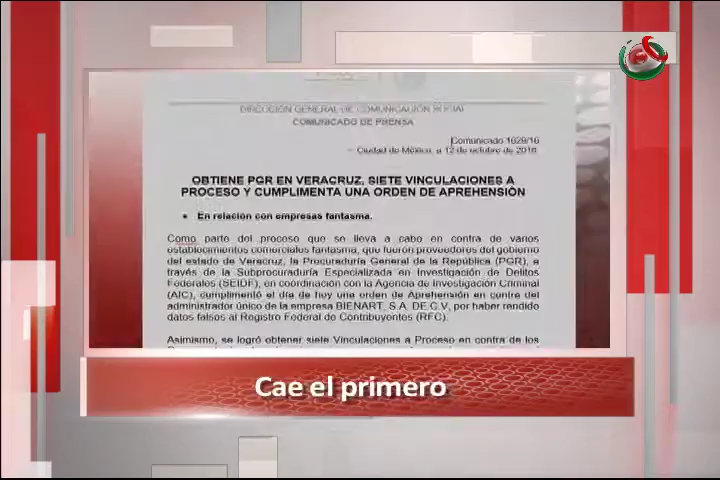 DIRECCIÓN GENERAL DE COMUNICACIÓN SOCIAL
COMUNICADO DE PRENSA
Comunicado 1629/16
Ciudad de México, a 12 de octubre de 2016
OBTIENE PGR EN VERACRUZ, SIETE VINCULACIONES A
PROCESO Y CUMPLIMENTA UNA ORDEN DE APREHENSIÓN
• En relación con empresas fantasma.
Como parte del proceso que se lleva a cabo en contra de varios
establecimientos comerciales fantasma, que fueron proveedores del gobierno
del estado de Veracruz, la Procuraduría General de la República (PGR), a
través de la Subprocuraduría Especializada en Investigación de Delitos
Federales (SEIDF), en coordinación con la Agencia de Investigación Criminal
(AIC), cumplimentó el día de hoy una orden de Aprehensión en contra del
administrador único de la empresa BIENART, S.A. DE C.V, por haber rendido
datos falsos al Registro Federal de Contribuyentes (RFC).
Asimismo, se logró obtener siete Vinculaciones a Proceso en contra de los
Cae el primero